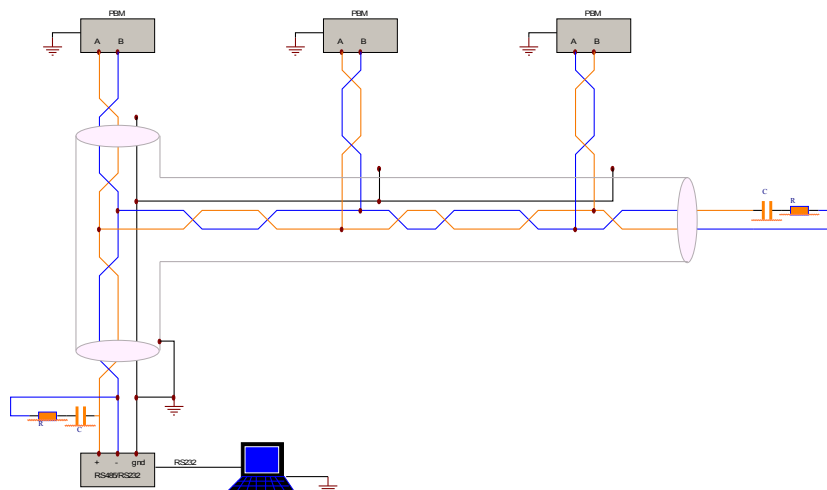 PBM PBM PBM
A B A B A B
C R
R C
+ - gnd
RS485/RS232 RS232